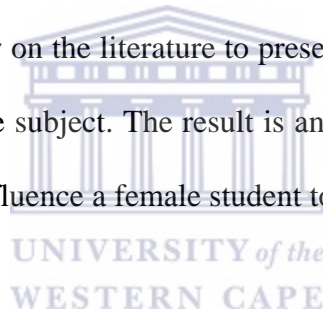 on the literature to prese
subject. The result is an
fluence a female student to
UNIVERSITY of the
WESTERN CAPE